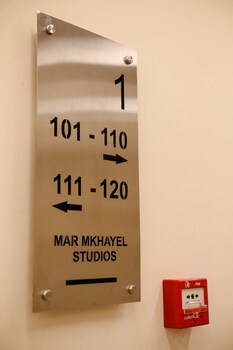 1
101 - 110
→
111 - 120
←
MAR MKHAYEL
STUDIOS